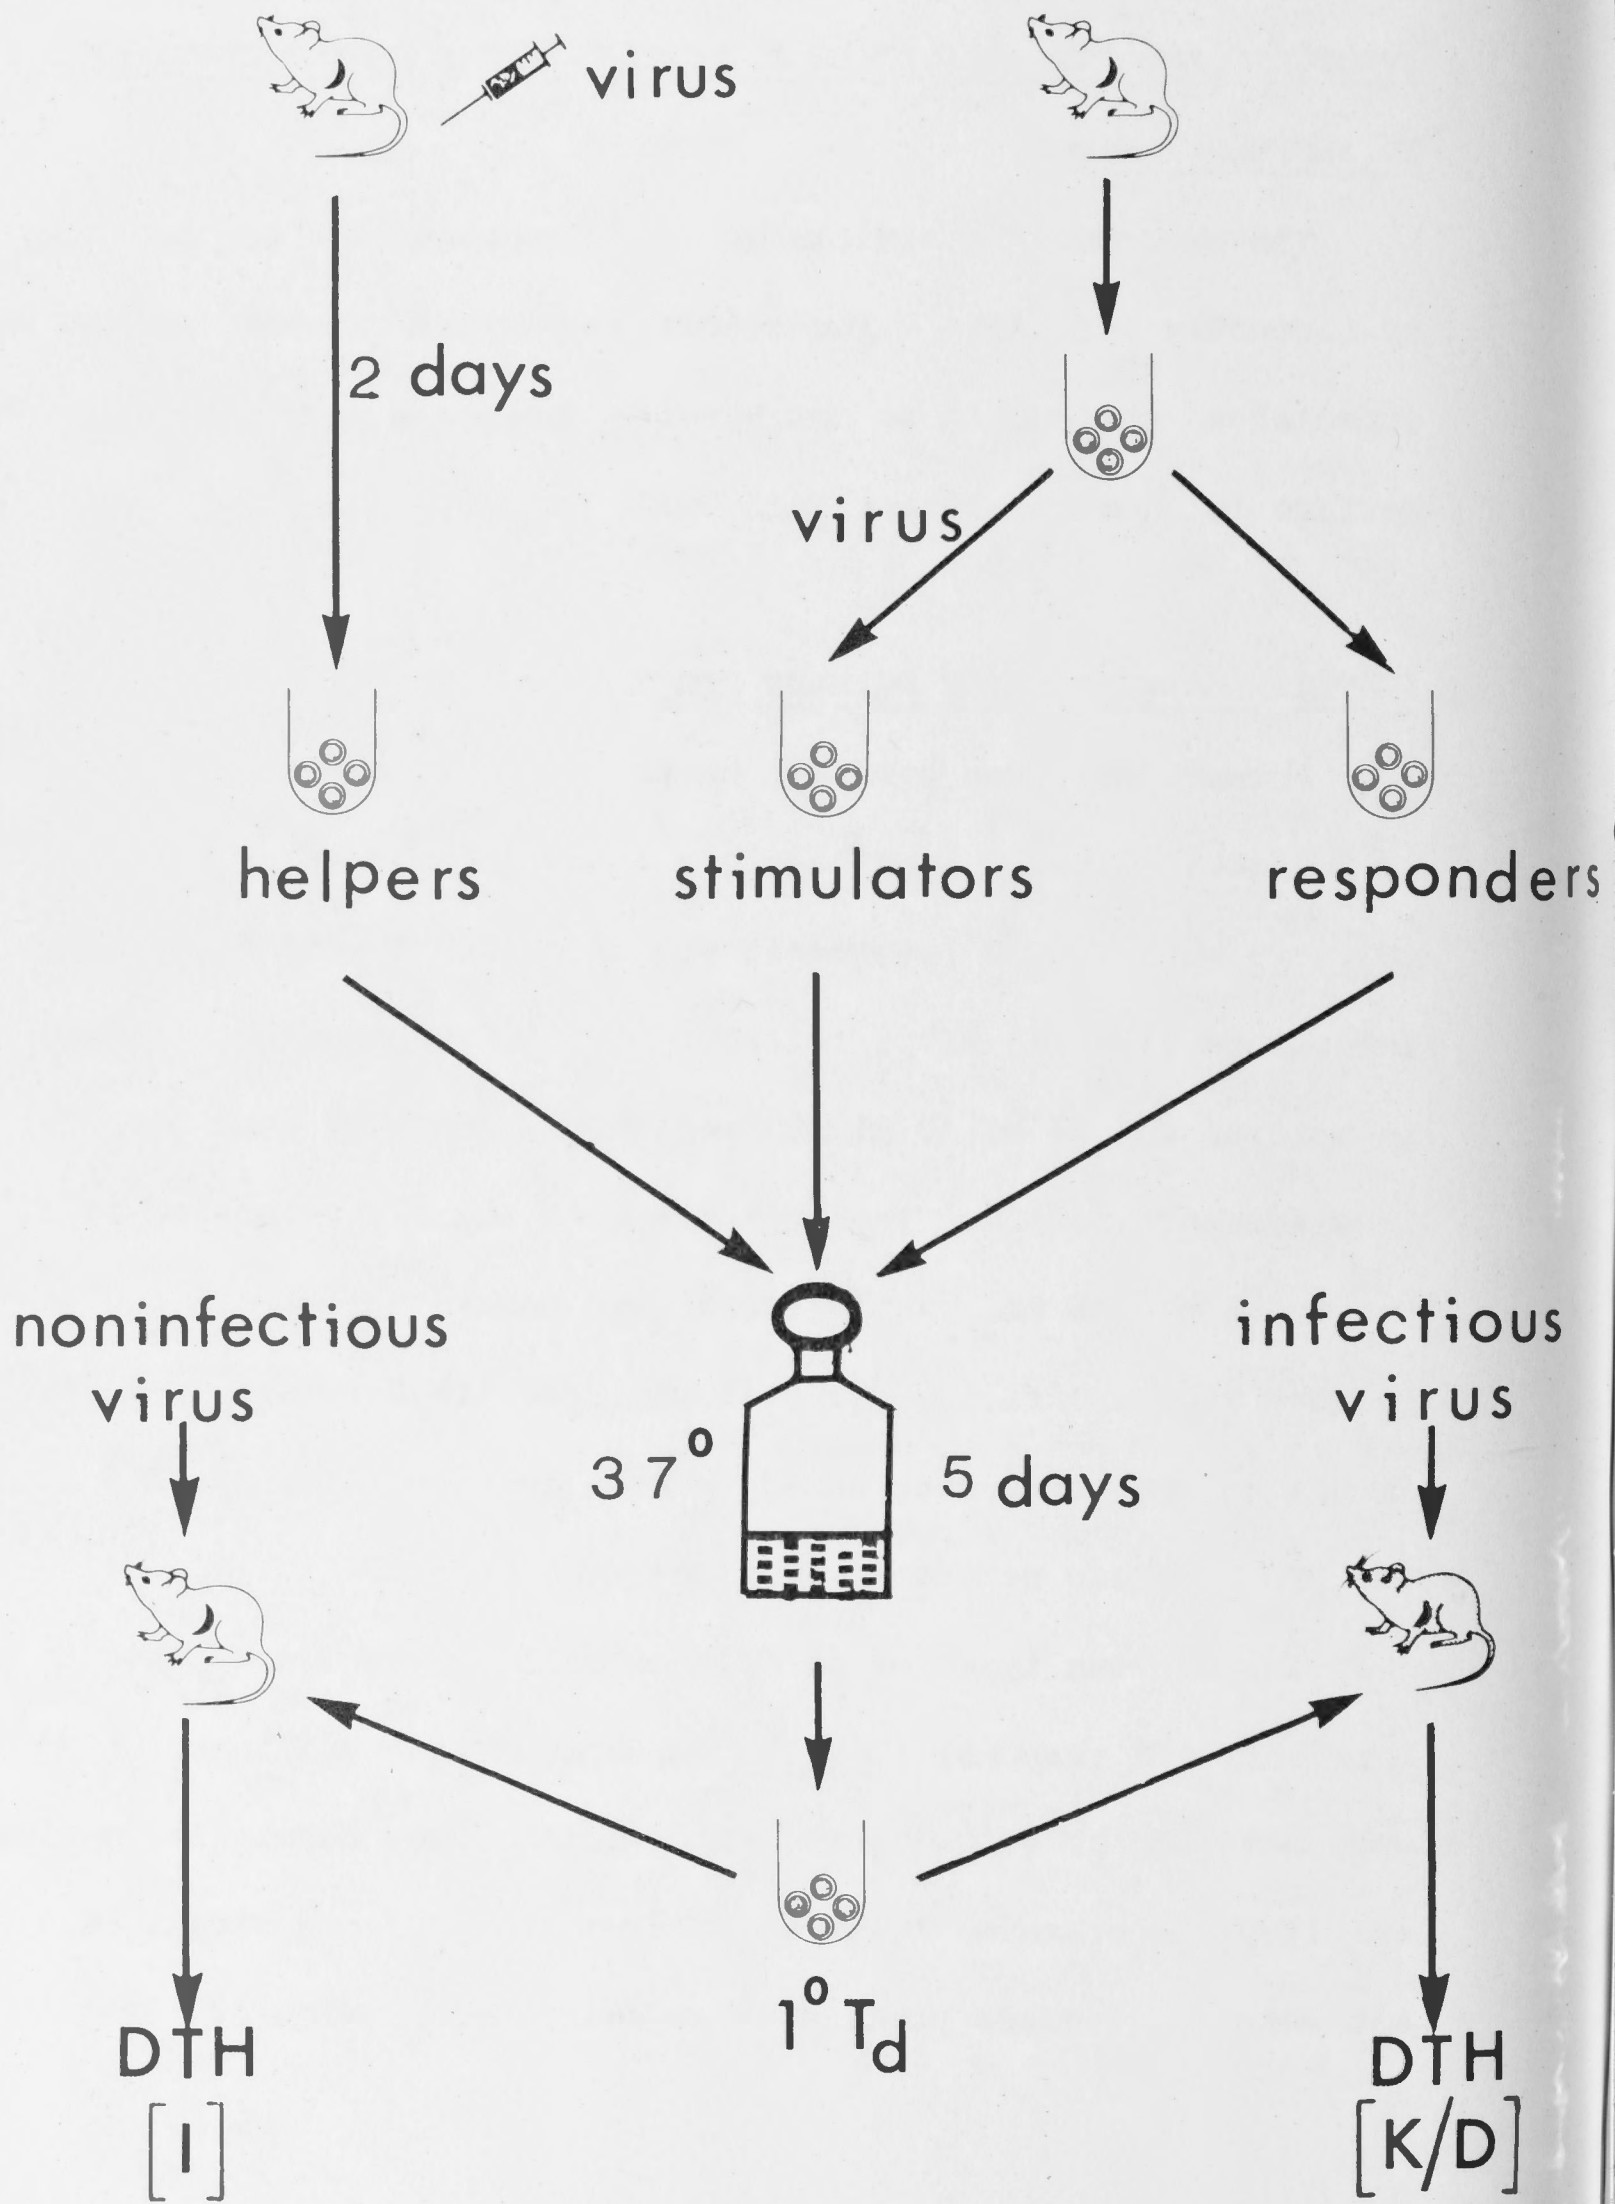 virus
2 days
virus
helpers
stimulators
responders
noninfectious
virus
infectious
virus
37°
5 days
1° Td
DTH
[I]
DTH
[K/D]